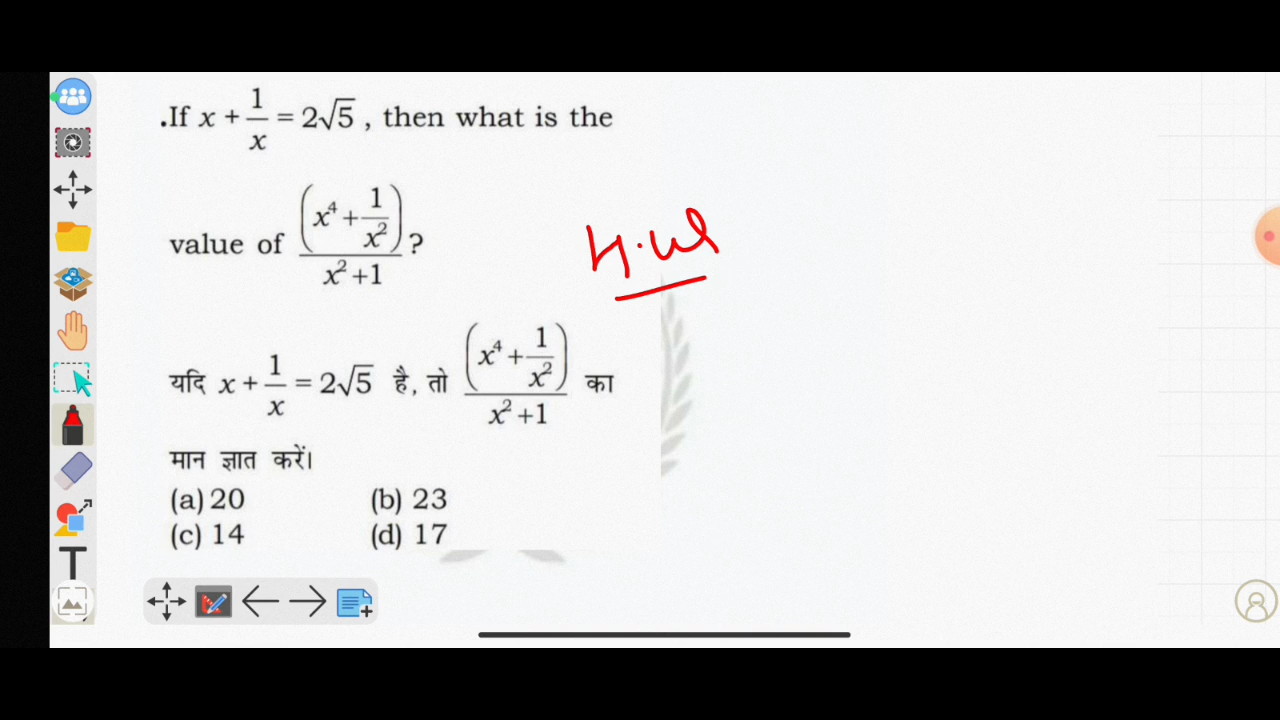 .If x + 1/x = 2√5 , then what is the
value of (x⁴ + 1/x²) / (x² + 1) ?
H.W
यदि x + 1/x = 2√5 है, तो (x⁴ + 1/x²) / (x² + 1) का
मान ज्ञात करें।
(a) 20 (b) 23
(c) 14 (d) 17
T